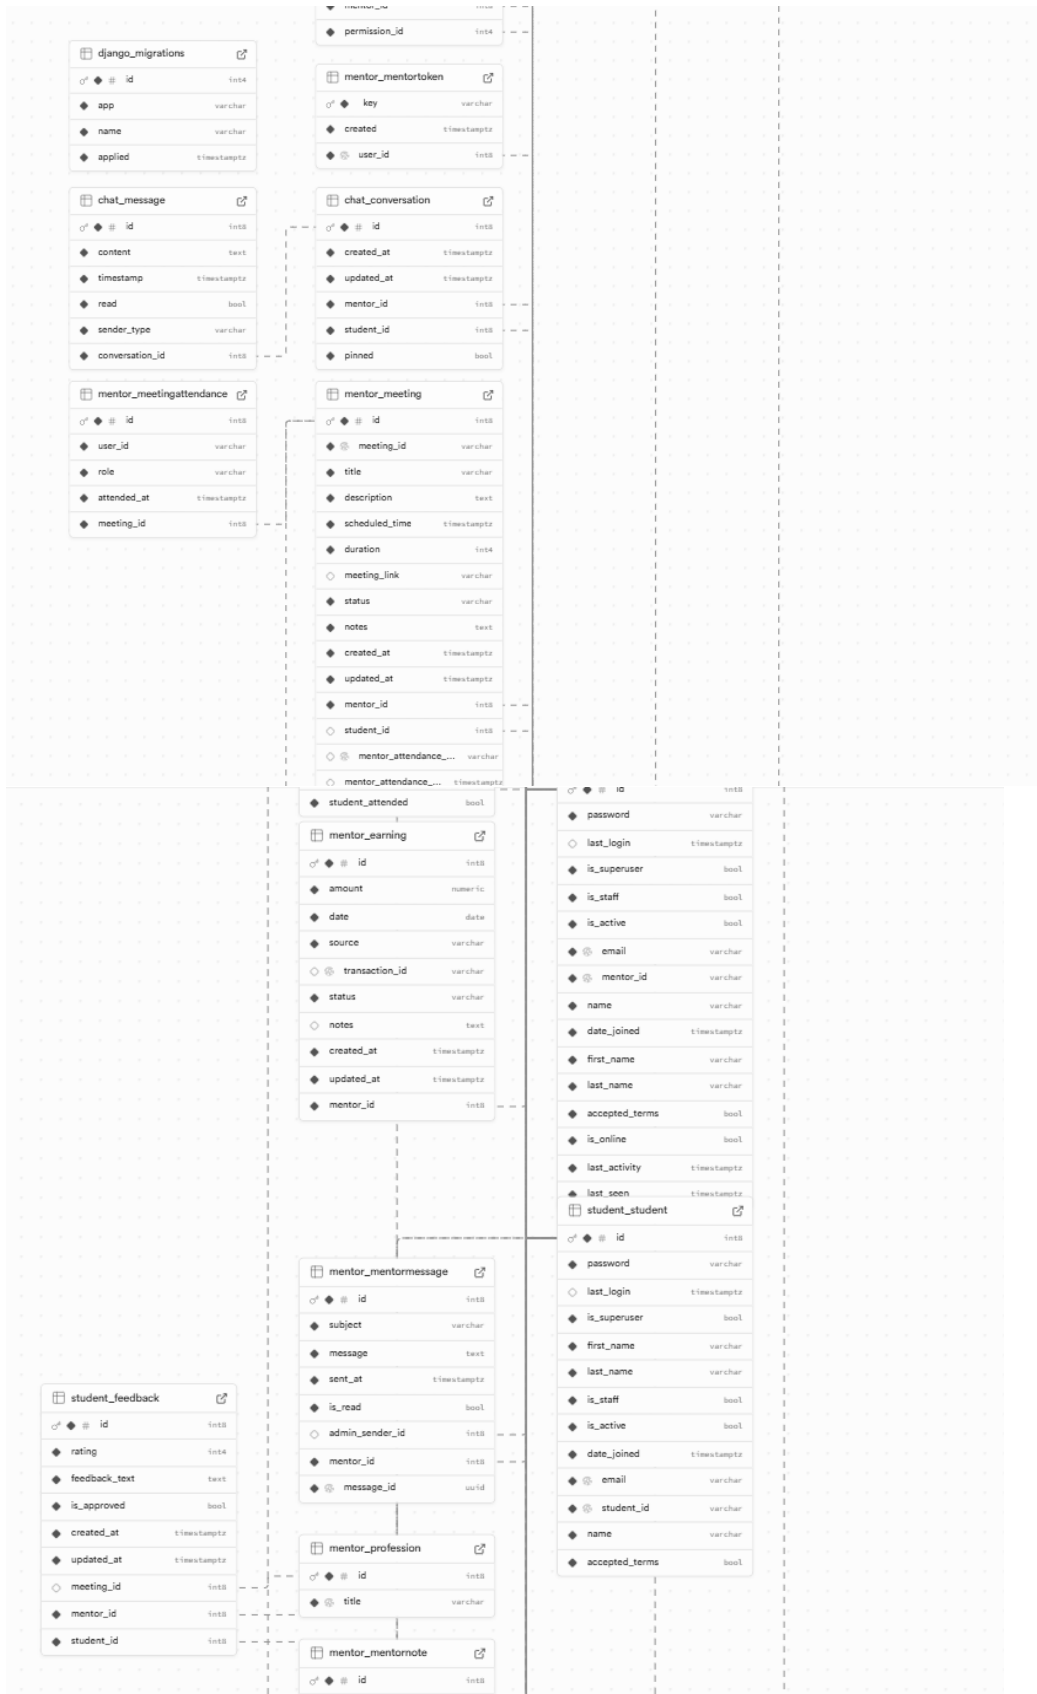 mentor_id int8
permission_id int4
django_migrations
# id int4
app varchar
name varchar
applied timestamptz
mentor_mentortoken
key varchar
created timestamptz
user_id int8
chat_message
# id int8
content text
timestamp timestamptz
read bool
sender_type varchar
conversation_id int8
chat_conversation
# id int8
created_at timestamptz
updated_at timestamptz
mentor_id int8
student_id int8
pinned bool
mentor_meetingattendance
# id int8
user_id varchar
role varchar
attended_at timestamptz
meeting_id int8
mentor_meeting
# id int8
meeting_id varchar
title varchar
description text
scheduled_time timestamptz
duration int4
meeting_link varchar
status varchar
notes text
created_at timestamptz
updated_at timestamptz
mentor_id int8
student_id int8
mentor_attendance_... varchar
mentor_attendance_... timestamptz
student_attended bool
mentor_earning
# id int8
amount numeric
date date
source varchar
transaction_id varchar
status varchar
notes text
created_at timestamptz
updated_at timestamptz
mentor_id int8
# id int8
password varchar
last_login timestamptz
is_superuser bool
is_staff bool
is_active bool
email varchar
mentor_id varchar
name varchar
date_joined timestamptz
first_name varchar
last_name varchar
accepted_terms bool
is_online bool
last_activity timestamptz
last_seen timestamptz
student_student
# id int8
password varchar
last_login timestamptz
is_superuser bool
first_name varchar
last_name varchar
is_staff bool
is_active bool
date_joined timestamptz
email varchar
student_id varchar
name varchar
accepted_terms bool
mentor_mentormessage
# id int8
subject varchar
message text
sent_at timestamptz
is_read bool
admin_sender_id int8
mentor_id int8
message_id uuid
student_feedback
# id int8
rating int4
feedback_text text
is_approved bool
created_at timestamptz
updated_at timestamptz
meeting_id int8
mentor_id int8
student_id int8
mentor_profession
# id int8
title varchar
mentor_mentornote
# id int8